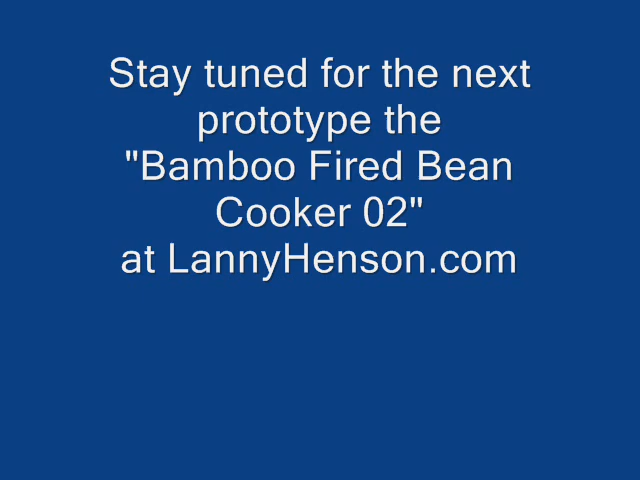 Stay tuned for the next
prototype the
"Bamboo Fired Bean
Cooker 02"
at LannyHenson.com